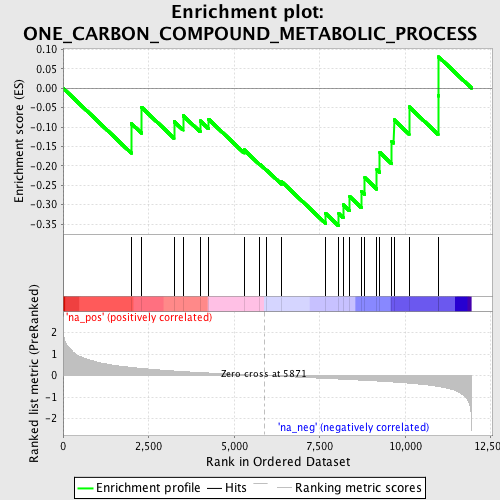 Enrichment plot:
ONE_CARBON_COMPOUND_METABOLIC_PROCESS
Enrichment score (ES)
0.10
0.05
0.00
-0.05
-0.10
-0.15
-0.20
-0.25
-0.30
-0.35
'na_pos' (positively correlated)
Ranked list metric (PreRanked)
2
1
0
-1
-2
Zero cross at 5871
'na_neg' (negatively correlated)
0
2,500
5,000
7,500
10,000
12,500
Rank in Ordered Dataset
Enrichment profile
Hits
Ranking metric scores